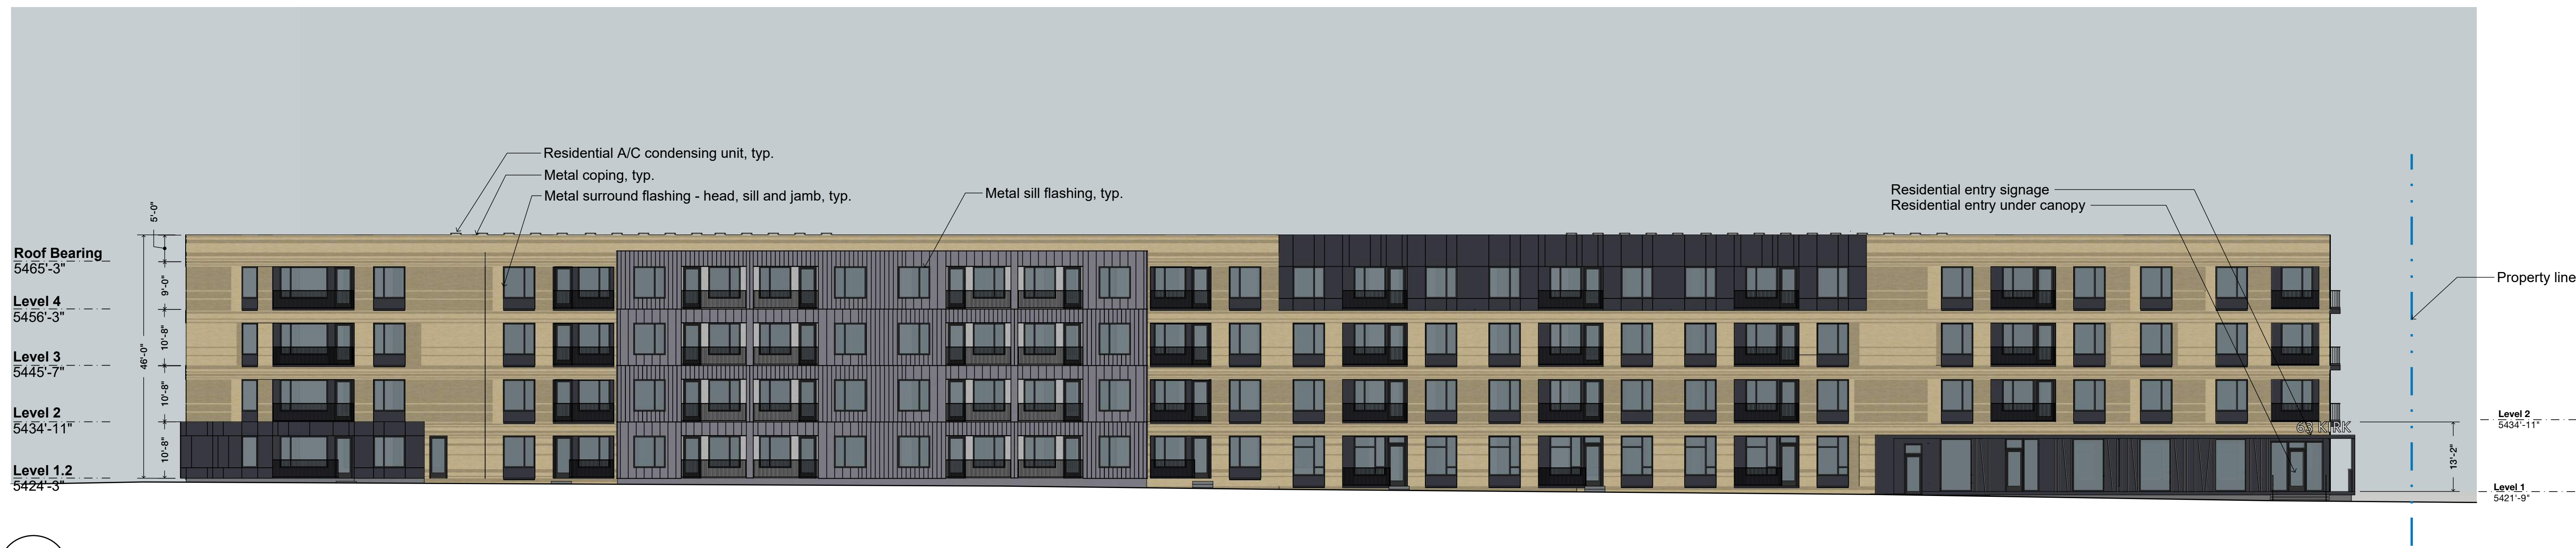 Residential A/C condensing unit, typ.
Metal coping, typ.
Metal surround flashing - head, sill and jamb, typ.
Metal sill flashing, typ.
Residential entry signage
Residential entry under canopy
Property line
5'-0"
Roof Bearing
5465'-3"
9'-0"
Level 4
5456'-3"
10'-8"
Level 3
5445'-7"
46'-0"
10'-8"
Level 2
5434'-11"
10'-8"
Level 1.2
5424'-3"
63 KIRK
Level 2
5434'-11"
13'-2"
Level 1
5421'-9"